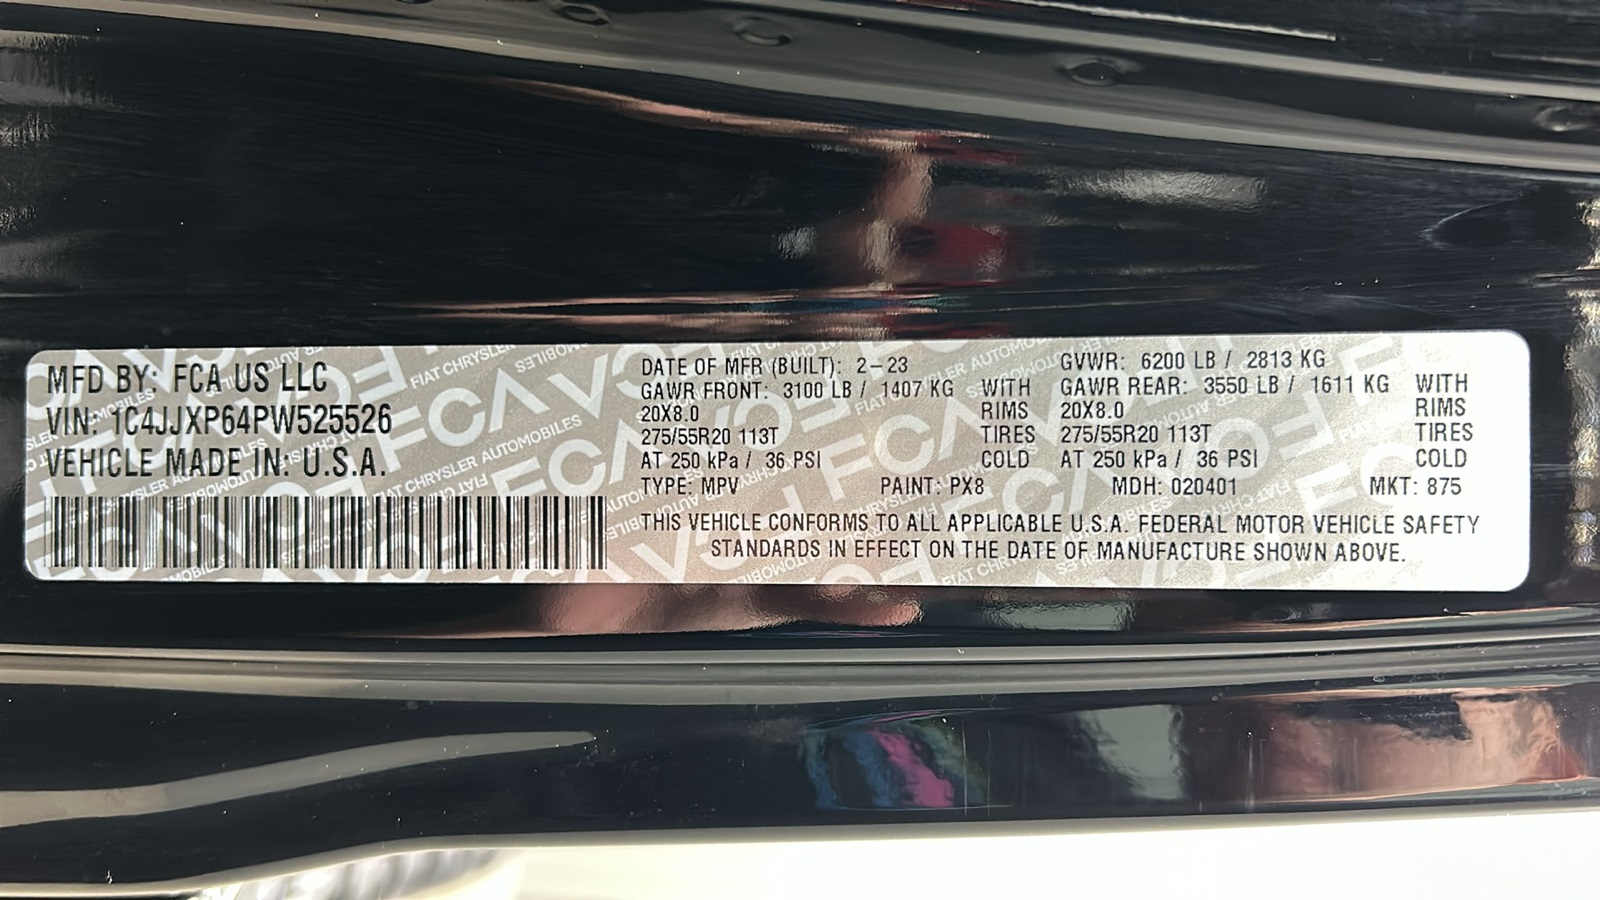 MFD BY: FCA US LLC
VIN: 1C4JJXP64PW525526
VEHICLE MADE IN: U.S.A.
DATE OF MFR (BUILT): 2-23 GVWR: 6200 LB / 2813 KG
GAWR FRONT: 3100 LB / 1407 KG WITH GAWR REAR: 3550 LB / 1611 KG WITH
20X8.0 RIMS 20X8.0 RIMS
275/55R20 113T TIRES 275/55R20 113T TIRES
AT 250 kPa / 36 PSI COLD AT 250 kPa / 36 PSI COLD
TYPE: MPV PAINT: PX8 MDH: 020401 MKT: 875
THIS VEHICLE CONFORMS TO ALL APPLICABLE U.S.A. FEDERAL MOTOR VEHICLE SAFETY
STANDARDS IN EFFECT ON THE DATE OF MANUFACTURE SHOWN ABOVE.